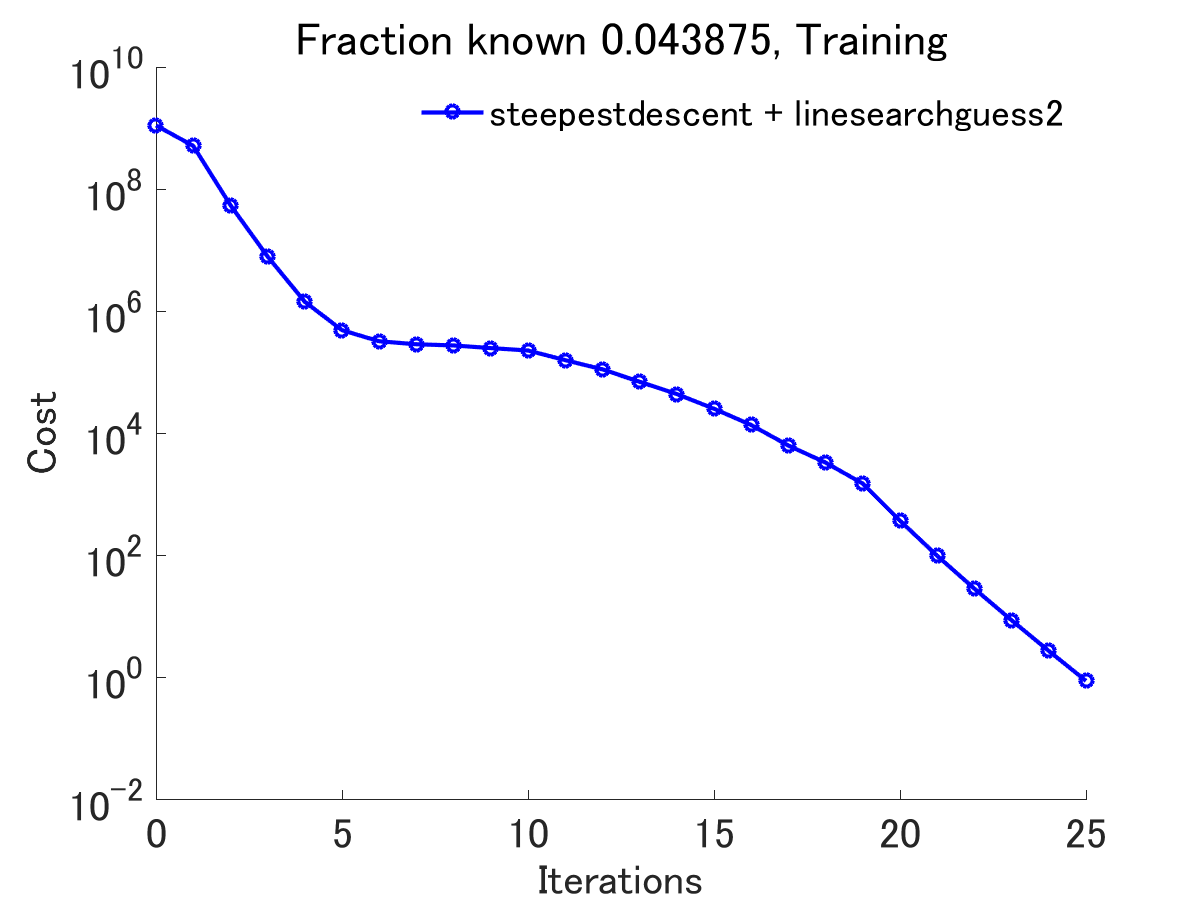 Fraction known 0.043875, Training
steepestdescent + linesearchguess2
10^10
10^8
10^6
10^4
10^2
10^0
10^-2
Cost
0 5 10 15 20 25
Iterations